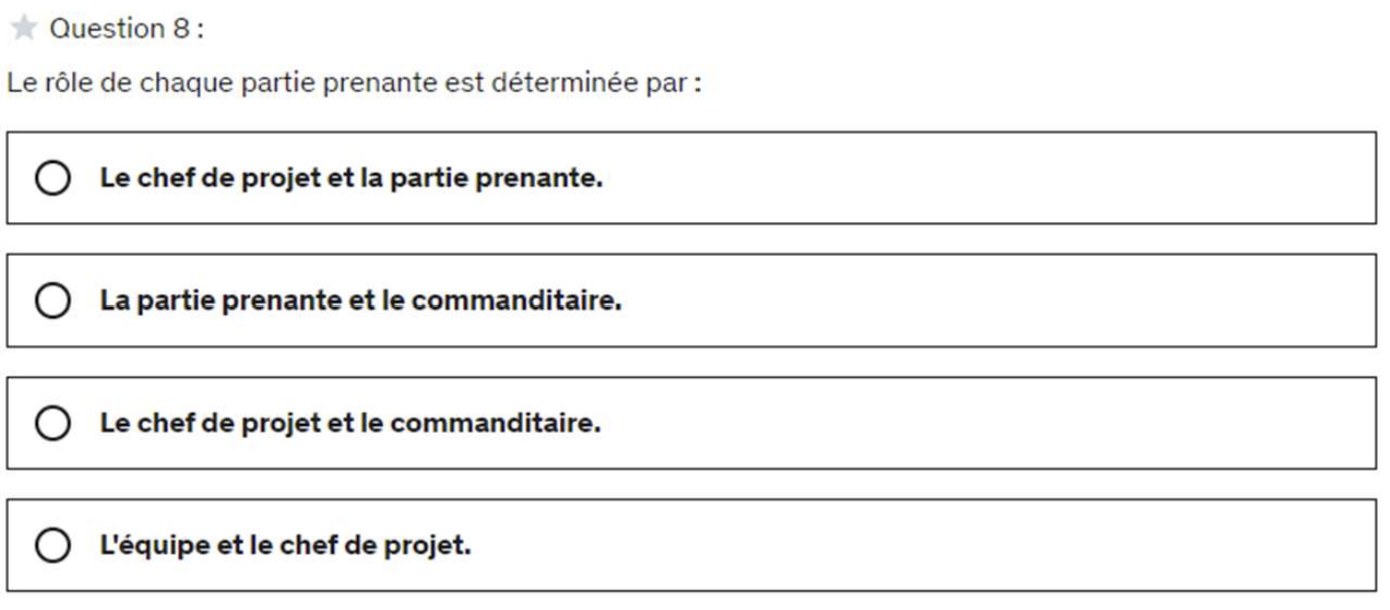 Question 8 :
Le rôle de chaque partie prenante est déterminée par :
Le chef de projet et la partie prenante.
La partie prenante et le commanditaire.
Le chef de projet et le commanditaire.
L'équipe et le chef de projet.